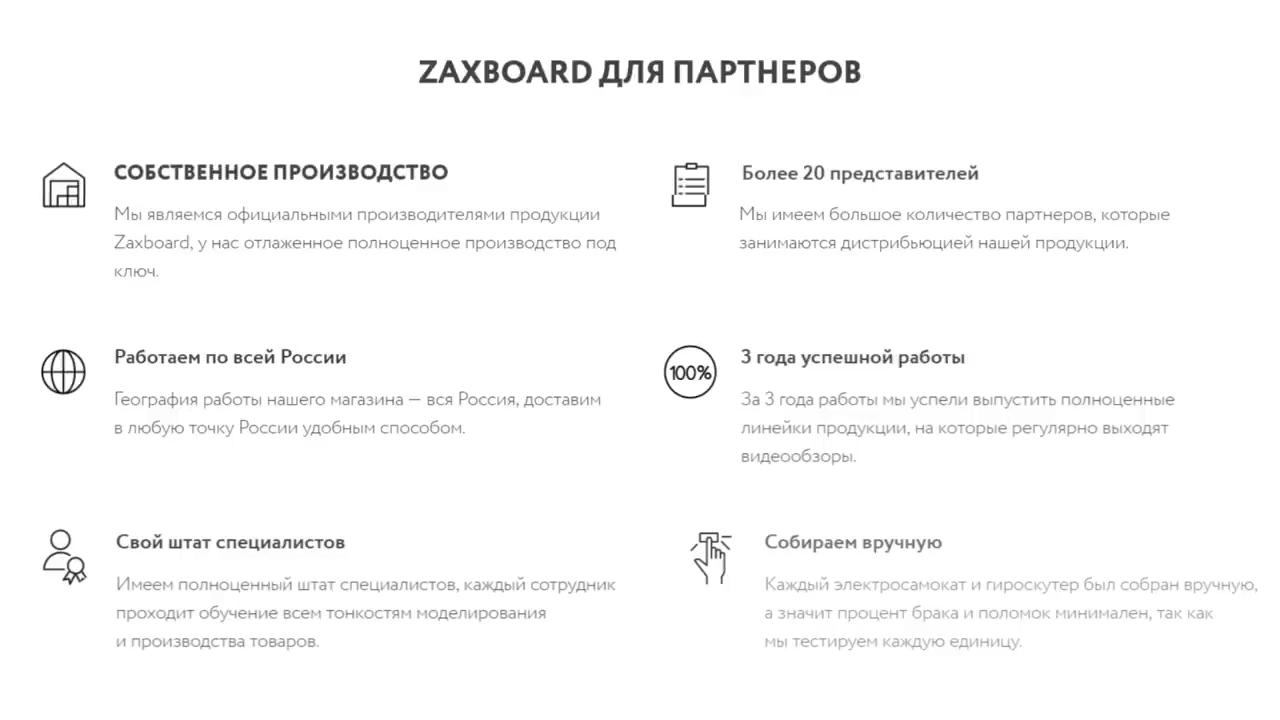 ZAXBOARD ДЛЯ ПАРТНЕРОВ
СОБСТВЕННОЕ ПРОИЗВОДСТВО
Мы являемся официальными производителями продукции
Zaxboard, у нас отлаженное полноценное производство под
ключ.
Более 20 представителей
Мы имеем большое количество партнеров, которые
занимаются дистрибьюцией нашей продукции.
Работаем по всей России
География работы нашего магазина — вся Россия, доставим
в любую точку России удобным способом.
100%
3 года успешной работы
За 3 года работы мы успели выпустить полноценные
линейки продукции, на которые регулярно выходят
видеообзоры.
Свой штат специалистов
Имеем полноценный штат специалистов, каждый сотрудник
проходит обучение всем тонкостям моделирования
и производства товаров.
Собираем вручную
Каждый электросамокат и гироскутер был собран вручную,
а значит процент брака и поломок минимален, так как
мы тестируем каждую единицу.